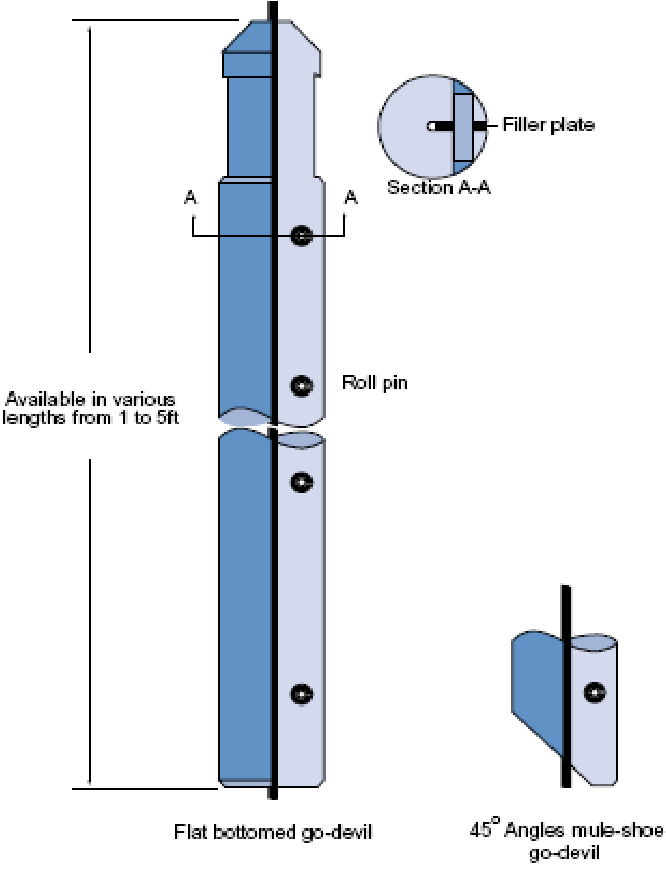 Filler plate
Section A-A
A
A
Roll pin
Available in various
lengths from 1 to 5ft
Flat bottomed go-devil
45° Angles mule-shoe
go-devil